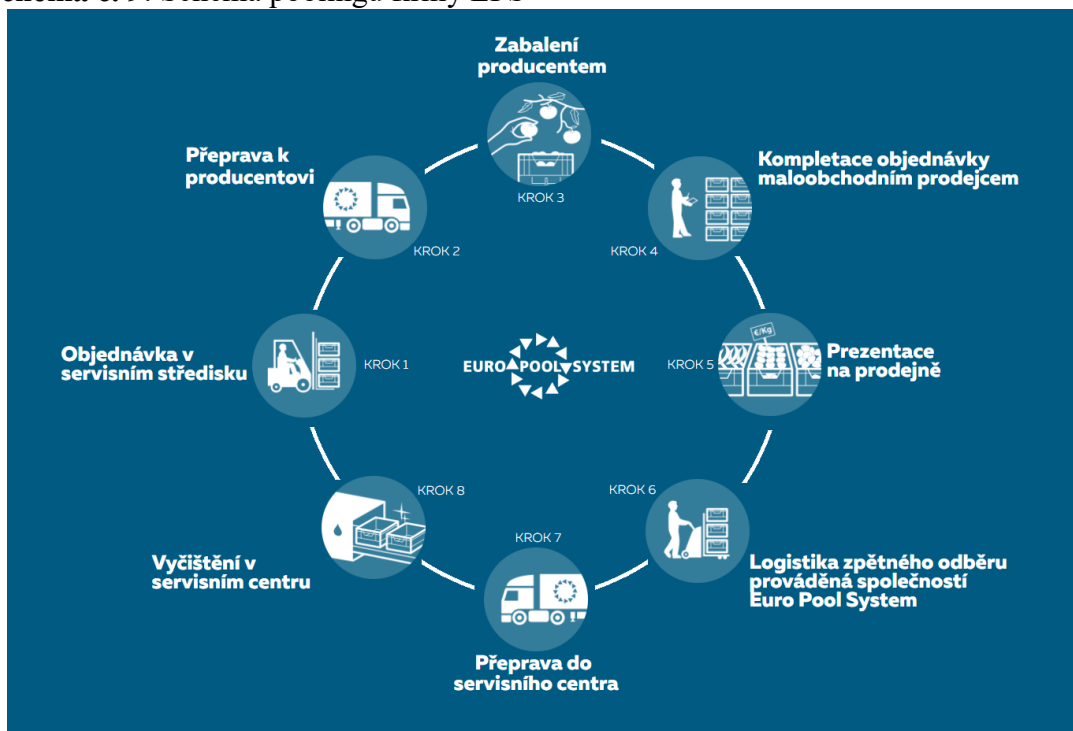 Zabalení
producentem
KROK 3
Přeprava k
producentovi
KROK 2
Kompletace objednávky
maloobchodním prodejcem
KROK 4
Objednávka v
servisním středisku
KROK 1
EURO POOL SYSTEM
€/Kg
KROK 5
Prezentace
na prodejně
KROK 8
Vyčištění v
servisním centru
KROK 7
Přeprava do
servisního centra
KROK 6
Logistika zpětného odběru
prováděná společností
Euro Pool System